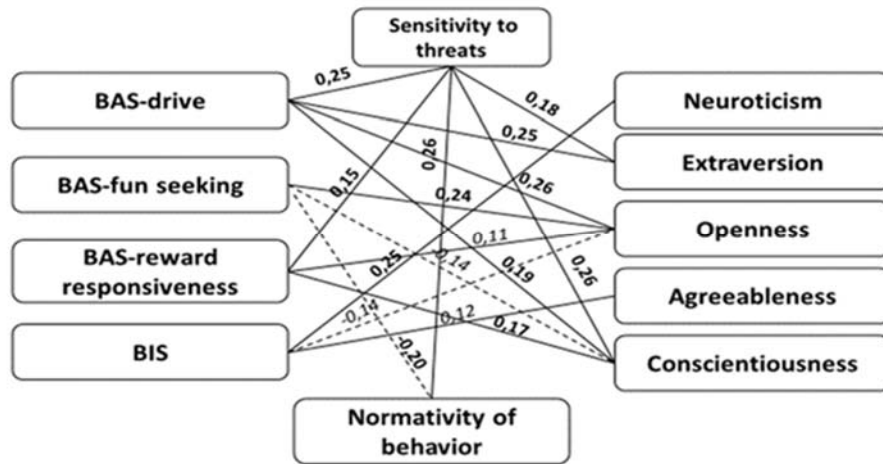 Sensitivity to
threats
0,25
BAS-drive
Neuroticism
0,18
0,25
0,26
Extraversion
BAS-fun seeking
0,15
0,26
0,24
Openness
0,11
BAS-reward
responsiveness
0,25
-0,14
0,19
0,26
Agreeableness
-0,14
0,12
0,17
BIS
-0,20
Conscientiousness
Normativity of
behavior